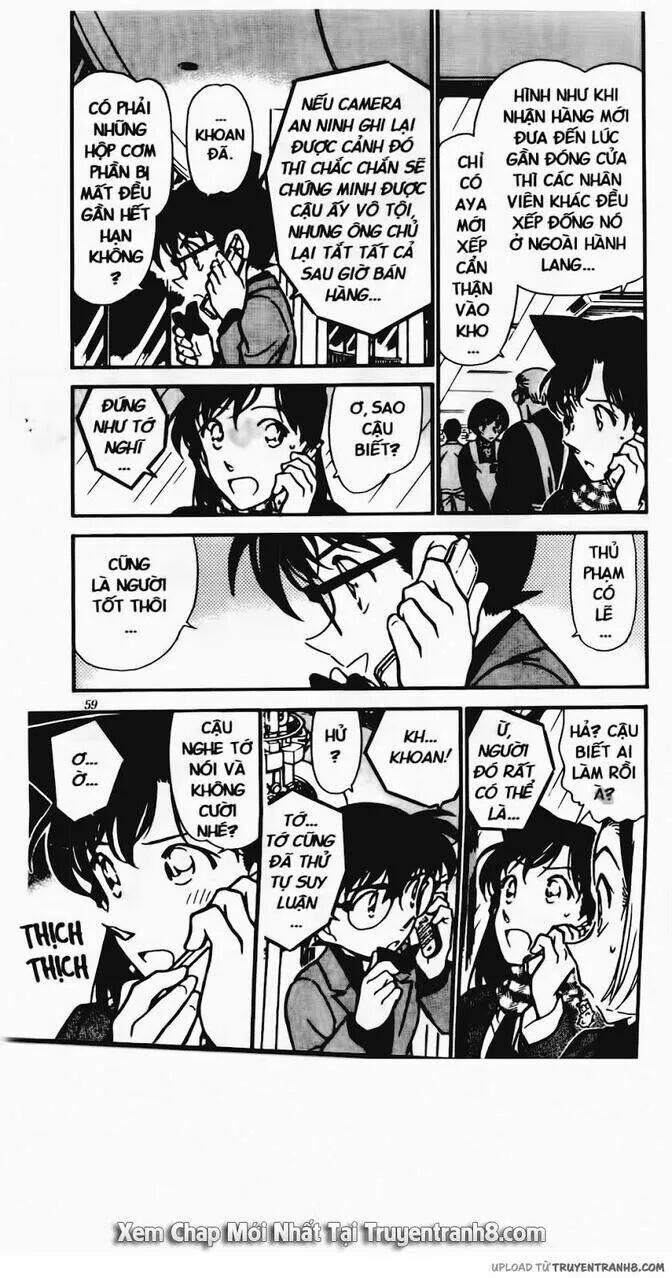 HÌNH NHƯ KHI
NHẬN HÀNG MỚI
ĐƯA ĐẾN LÚC
GẦN ĐÓNG CỬA
THÌ CÁC NHÂN
VIÊN KHÁC ĐỀU
XẾP ĐỐNG NÓ
Ở NGOÀI HÀNH
LANG...
CHỈ
CÓ
AYA
MỚI
XẾP
CẨN
THẬN
VÀO
KHO
...
NẾU CAMERA
AN NINH GHI LẠI
ĐƯỢC CẢNH ĐÓ
THÌ CHẮC CHẮN SẼ
CHỨNG MINH ĐƯỢC
CẬU ẤY VÔ TỘI,
NHƯNG ÔNG CHỦ
LẠI TẮT TẤT CẢ
SAU GIỜ BÁN
HÀNG...
...
KHOAN
ĐÃ.
CÓ PHẢI
NHỮNG
HỘP CƠM
PHẦN BỊ
MẤT ĐỀU
GẦN HẾT
HẠN
KHÔNG
?
Ơ, SAO
CẬU
BIẾT?
ĐÚNG
NHƯ TỚ
NGHĨ
...
THỦ
PHẠM CÓ
LẼ
...
CŨNG
LÀ NGƯỜI
TỐT THÔI
...
59
HẢ? CẬU
BIẾT AI
LÀM RỒI
À?
Ừ,
NGƯỜI
ĐÓ RẤT
CÓ THỂ
LÀ...
KH...
KHOAN!
HỬ
?
TỚ...
TỚ CŨNG
ĐÃ THỬ
TỰ SUY
LUẬN
...
CẬU
NGHE TỚ
NÓI VÀ
KHÔNG
CƯỜI
NHÉ?
Ơ...
Ờ...
THỊCH
THỊCH
Xem Chap Mới Nhất Tại Truyentranh8.com
UPLOAD TỪ TRUYENTRANH8.COM